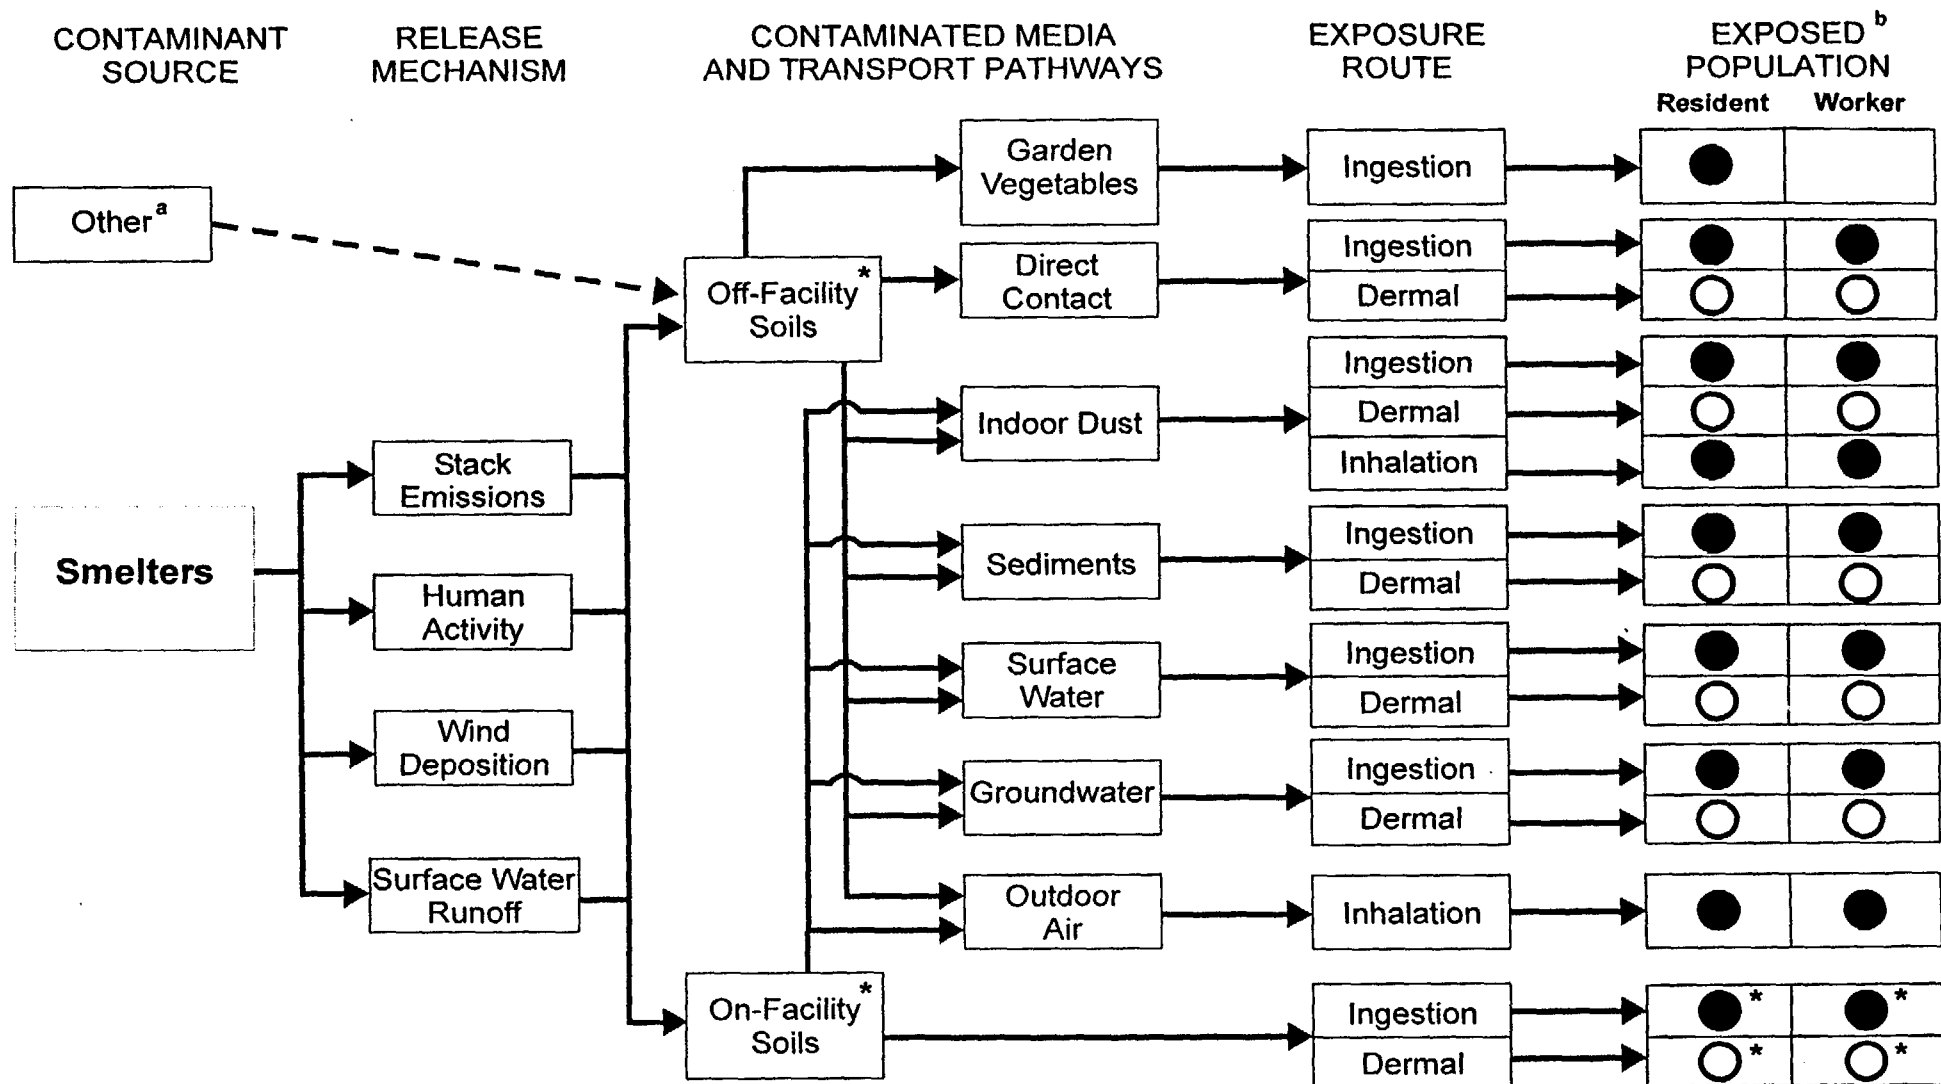 CONTAMINANT
SOURCE
RELEASE
MECHANISM
CONTAMINATED MEDIA
AND TRANSPORT PATHWAYS
EXPOSURE
ROUTE
EXPOSED b
POPULATION
Resident
Worker
Other a
Smelters
Stack
Emissions
Human
Activity
Wind
Deposition
Surface Water
Runoff
Off-Facility *
Soils
On-Facility *
Soils
Garden
Vegetables
Ingestion
Direct
Contact
Ingestion
Dermal
Indoor Dust
Ingestion
Dermal
Inhalation
Sediments
Ingestion
Dermal
Surface
Water
Ingestion
Dermal
Groundwater
Ingestion
Dermal
Outdoor
Air
Inhalation
Ingestion
* *
Dermal
* *